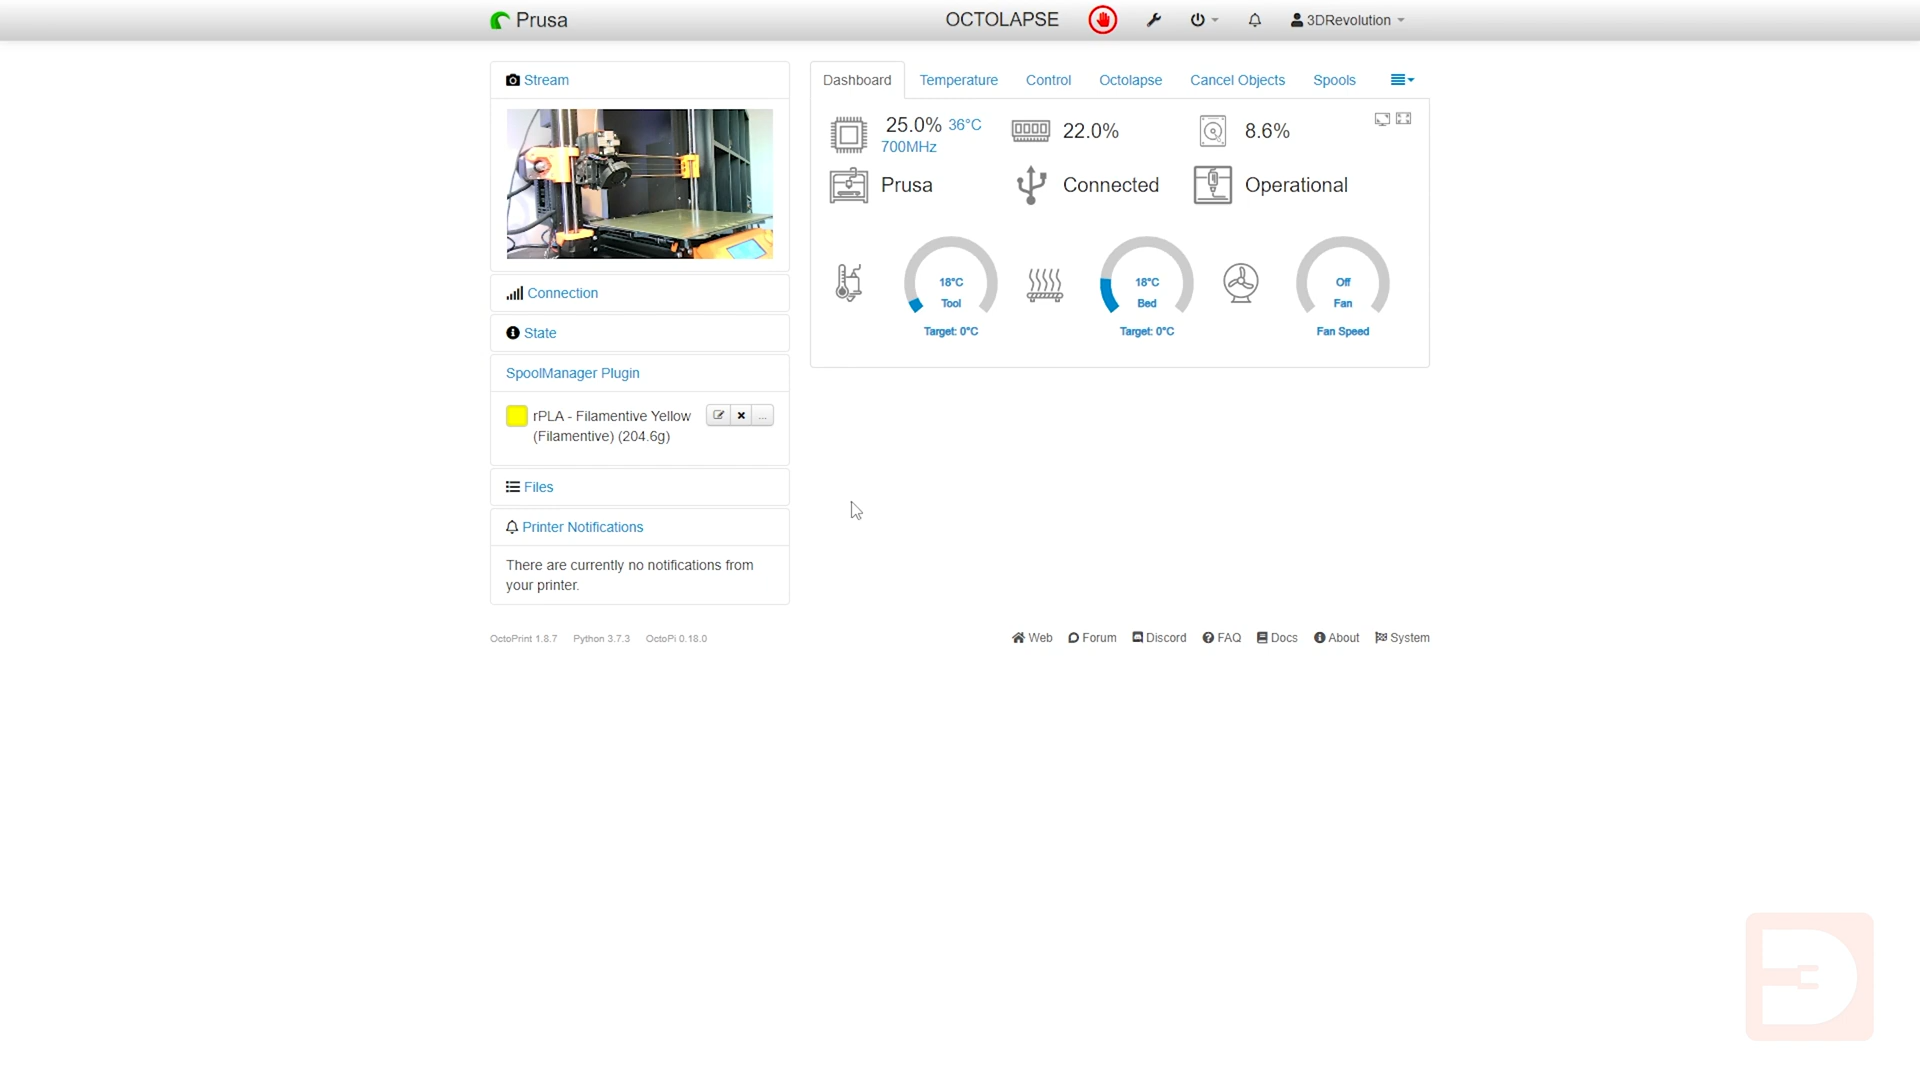 Prusa
OCTOLAPSE
3DRevolution
Stream
Connection
State
SpoolManager Plugin
rPLA - Filamentive Yellow
(Filamentive) (204.6g)
...
Files
Printer Notifications
There are currently no notifications from
your printer.
Dashboard
Temperature
Control
Octolapse
Cancel Objects
Spools
25.0% 36°C
700MHz
22.0%
8.6%
Prusa
Connected
Operational
18°C
Tool
Target: 0°C
18°C
Bed
Target: 0°C
Off
Fan
Fan Speed
OctoPrint 1.8.7 Python 3.7.3 OctoPi 0.18.0
Web Forum Discord FAQ Docs About System